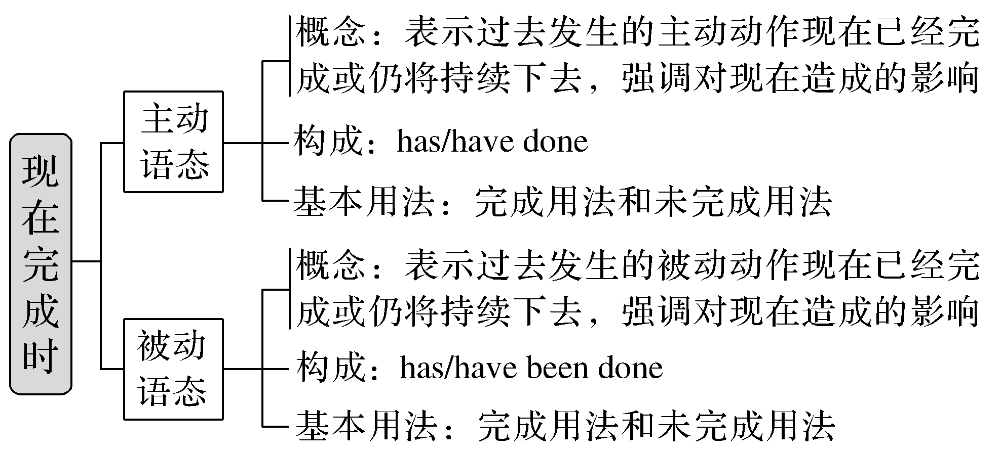 现在完成时
主动
语态
概念：表示过去发生的主动动作现在已经完
成或仍将持续下去，强调对现在造成的影响
构成：has/have done
基本用法：完成用法和未完成用法
被动
语态
概念：表示过去发生的被动动作现在已经完
成或仍将持续下去，强调对现在造成的影响
构成：has/have been done
基本用法：完成用法和未完成用法